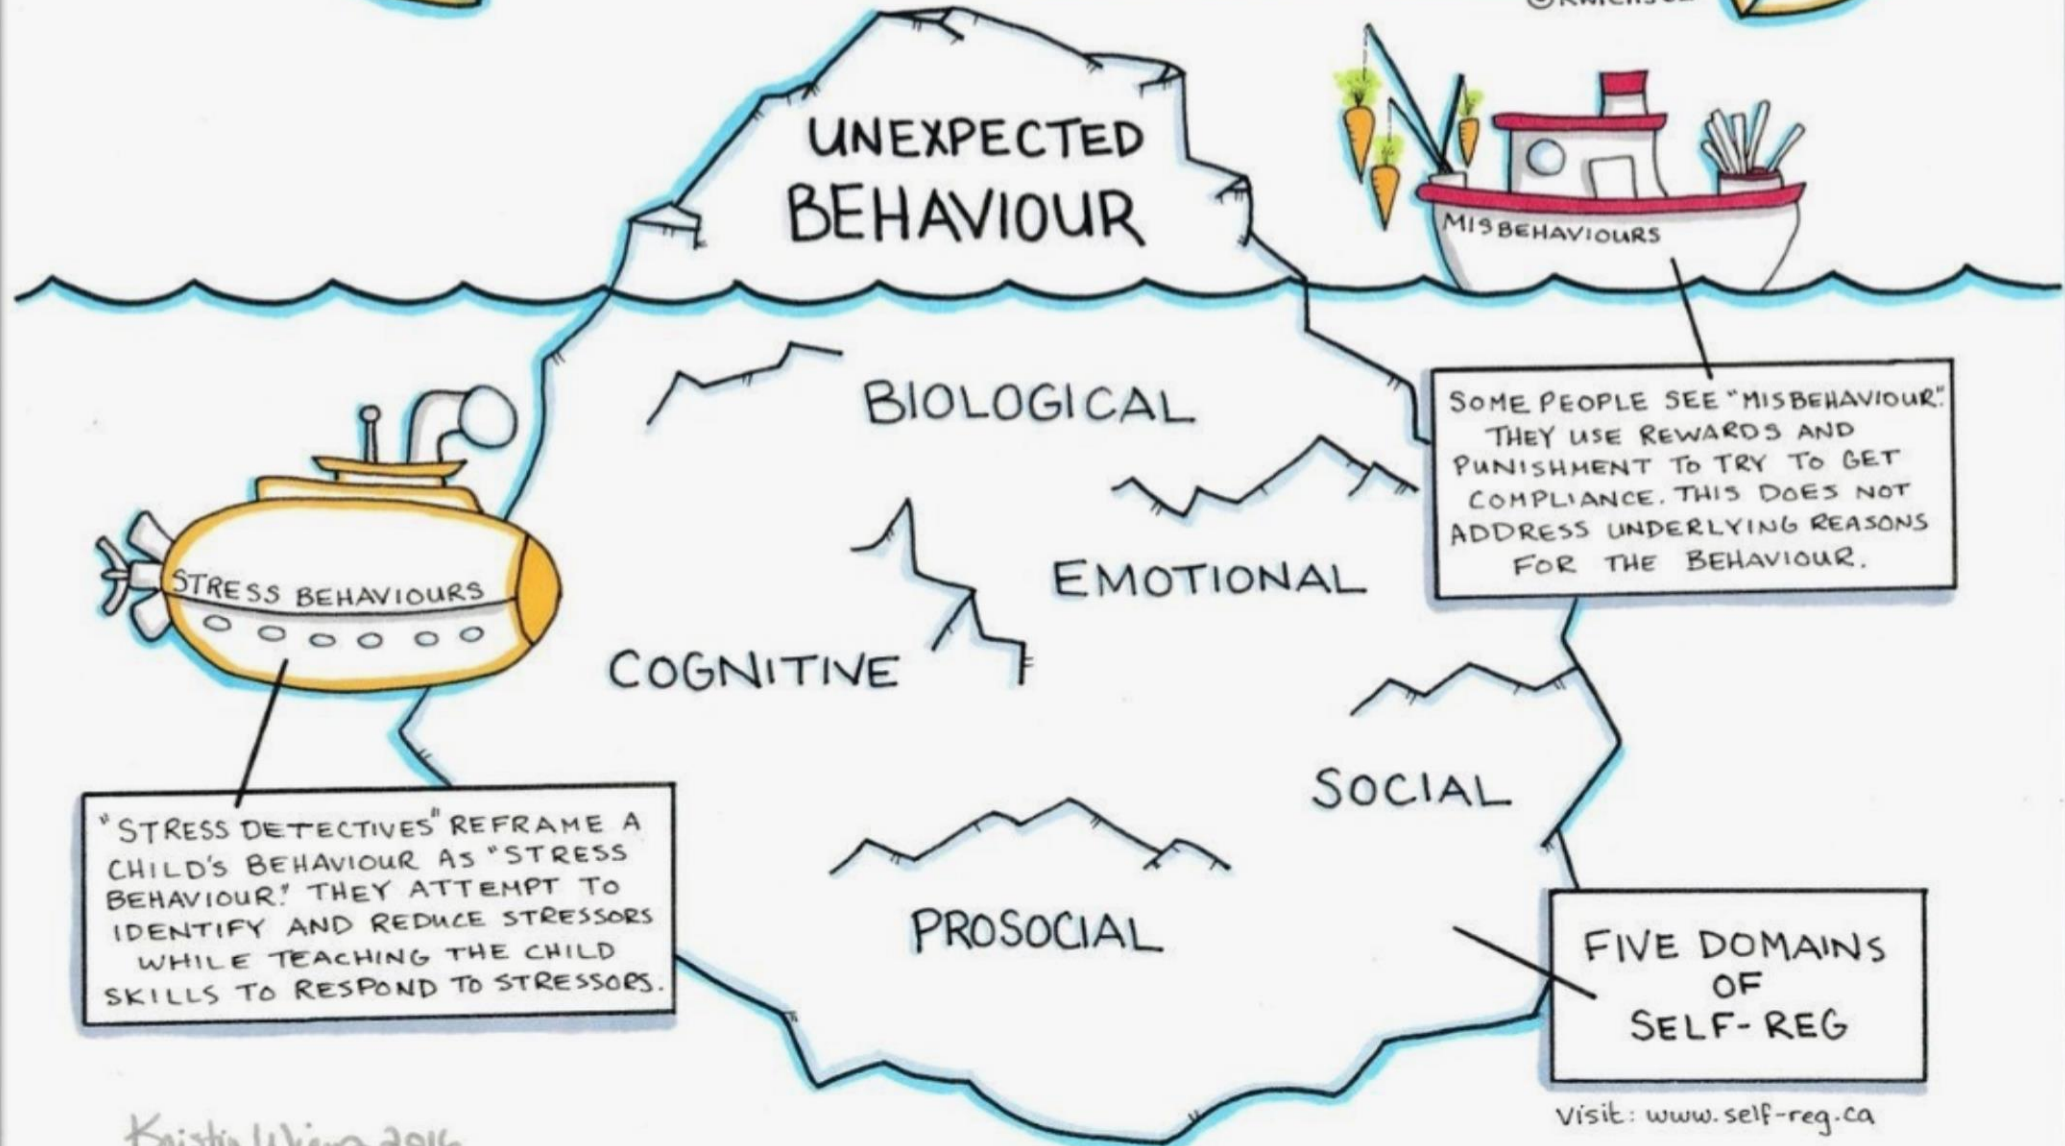 UNEXPECTED
BEHAVIOUR
MISBEHAVIOURS
BIOLOGICAL
SOME PEOPLE SEE "MISBEHAVIOUR."
THEY USE REWARDS AND
PUNISHMENT TO TRY TO GET
COMPLIANCE. THIS DOES NOT
ADDRESS UNDERLYING REASONS
FOR THE BEHAVIOUR.
EMOTIONAL
STRESS BEHAVIOURS
COGNITIVE
SOCIAL
"STRESS DETECTIVES" REFRAME A
CHILD'S BEHAVIOUR AS "STRESS
BEHAVIOUR." THEY ATTEMPT TO
IDENTIFY AND REDUCE STRESSORS
WHILE TEACHING THE CHILD
SKILLS TO RESPOND TO STRESSORS.
PROSOCIAL
FIVE DOMAINS
OF
SELF-REG
Visit: www.self-reg.ca
Kristin Wiens 2016